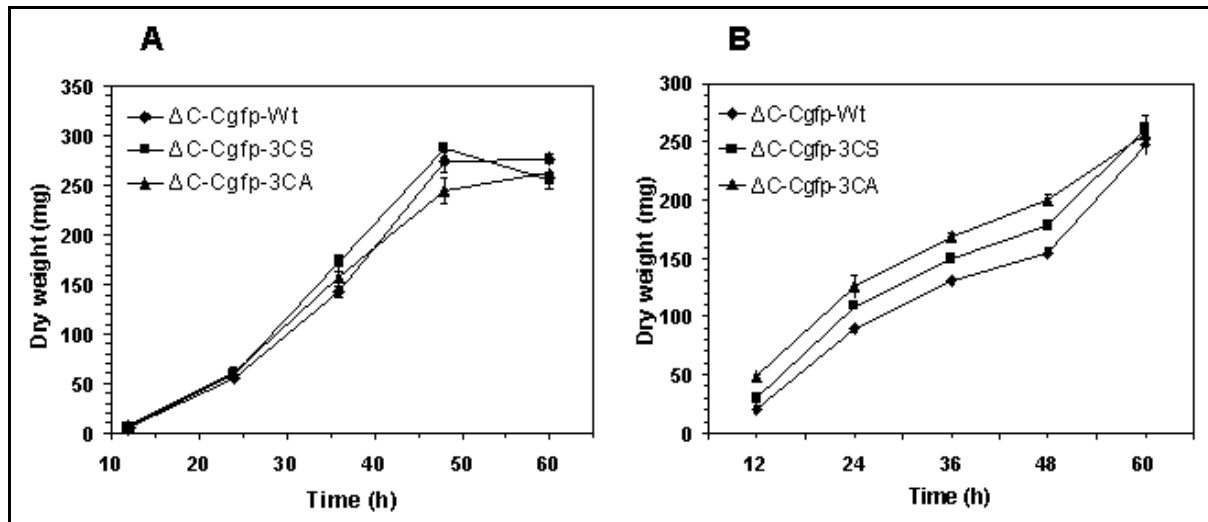 A
B
350
300
250
200
150
100
50
0
Dry weight (mg)
ΔC-Cgfp-Wt
ΔC-Cgfp-3CS
ΔC-Cgfp-3CA
10 20 30 40 50 60
Time (h)
300
250
200
150
100
50
0
Dry weight (mg)
ΔC-Cgfp-Wt
ΔC-Cgfp-3CS
ΔC-Cgfp-3CA
12 24 36 48 60
Time (h)